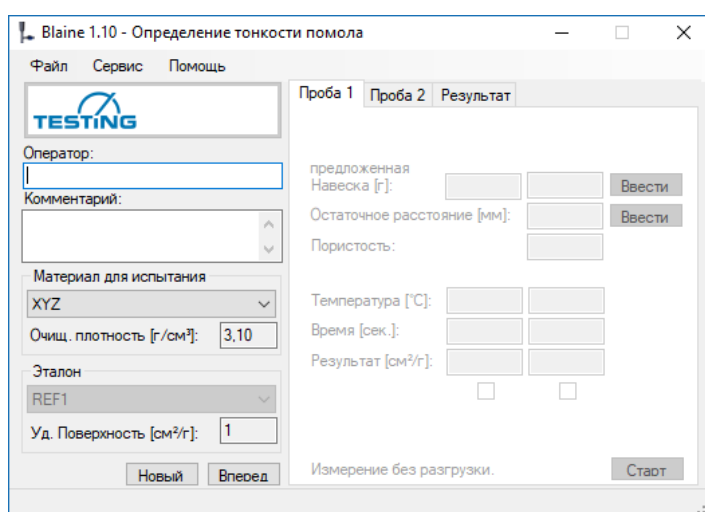 Blaine 1.10 - Определение тонкости помола
Файл Сервис Помощь
TESTING
Оператор:
Комментарий:
Материал для испытания
XYZ
Очищ. плотность [г/см³]: 3,10
Эталон
REF1
Уд. Поверхность [см²/г]: 1
Новый Вперед
Проба 1 Проба 2 Результат
предложенная
Навеска [г]: Ввести
Остаточное расстояние [мм]: Ввести
Пористость:
Температура [°C]:
Время [сек.]:
Результат [см²/г]:
Измерение без разгрузки. Старт